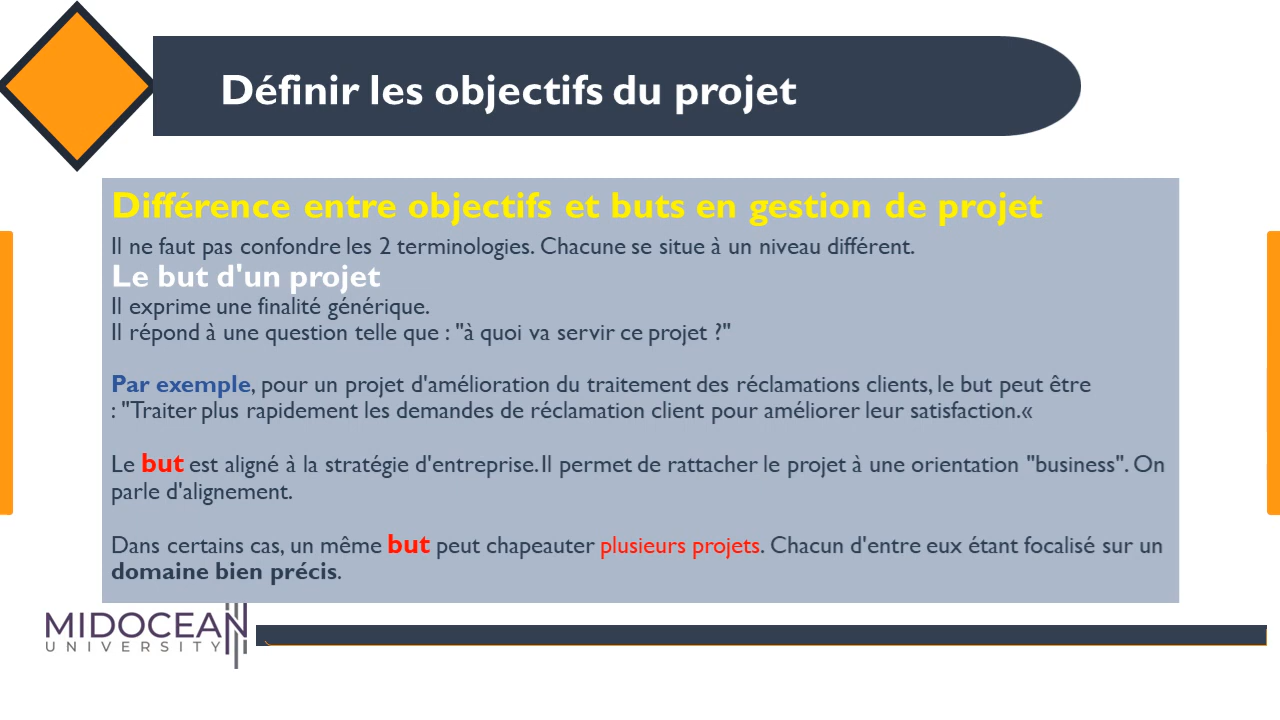 Définir les objectifs du projet
Différence entre objectifs et buts en gestion de projet
Il ne faut pas confondre les 2 terminologies. Chacune se situe à un niveau différent.
Le but d'un projet
Il exprime une finalité générique.
Il répond à une question telle que : "à quoi va servir ce projet ?"
Par exemple, pour un projet d'amélioration du traitement des réclamations clients, le but peut être
: "Traiter plus rapidement les demandes de réclamation client pour améliorer leur satisfaction.«
Le but est aligné à la stratégie d'entreprise. Il permet de rattacher le projet à une orientation "business". On
parle d'alignement.
Dans certains cas, un même but peut chapeauter plusieurs projets. Chacun d'entre eux étant focalisé sur un
domaine bien précis.
MIDOCEAN
UNIVERSITY